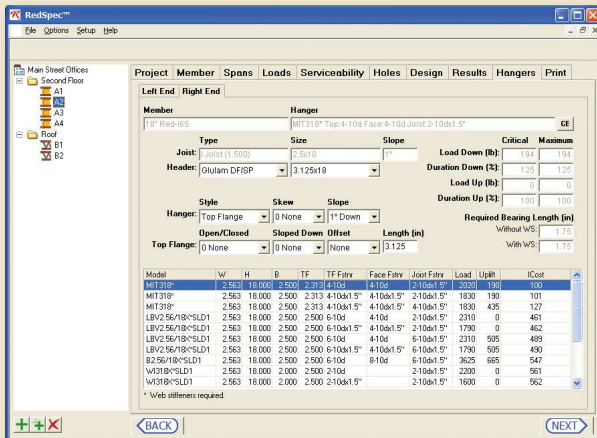 RedSpec™
File Options Setup Help
Main Street Offices
Second Floor
A1
A2
A3
A4
Roof
B1
B2
Project Member Spans Loads Serviceability Holes Design Results Hangers Print
Left End Right End
Member Hanger
18" Red-I65 MIT318* Top:4-10d Face:4-10d Joist:2-10dx1.5" CE
Type Size Slope Critical Maximum
Joist: I Joist (1.500) 2.5x18 1° Load Down (lb): 194 194
Header: Glulam DF/SP 3.125x18 Duration Down (%): 125 125
Load Up (lb): 0 0
Duration Up (%): 100 100
Style Skew Slope
Hanger: Top Flange 0 None 1° Down Required Bearing Length (in)
Open/Closed Sloped Down Offset Length (in) Without WS: 1.75
Top Flange: 0 None 0 None None 3.125 With WS: 1.75
Model W H B TF TF Fstnr Face Fstnr Joist Fstnr Load Uplift ICost
MIT318* 2.563 18.000 2.500 2.313 4-10d 4-10d 2-10dx1.5" 2020 190 100
MIT318* 2.563 18.000 2.500 2.313 4-10dx1.5" 4-10dx1.5" 2-10dx1.5" 1830 190 101
MIT318* 2.563 18.000 2.500 2.313 4-10dx1.5" 4-10dx1.5" 2-10dx1.5" 1830 435 127
LBV2.56/18X*SLD1 2.563 18.000 2.500 2.500 6-10d 4-10d 2-10dx1.5" 2310 0 461
LBV2.56/18X*SLD1 2.563 18.000 2.500 2.500 6-10dx1.5" 4-10dx1.5" 2-10dx1.5" 1790 0 462
LBV2.56/18X*SLD1 2.563 18.000 2.500 2.500 6-10d 4-10d 6-10dx1.5" 2310 505 489
LBV2.56/18X*SLD1 2.563 18.000 2.500 2.500 6-10dx1.5" 4-10dx1.5" 6-10dx1.5" 1790 505 490
B2.56/18X*SLD1 2.563 18.000 2.500 2.500 6-10d 8-10d 6-10dx1.5" 3625 665 547
WI318X*SLD1 2.563 18.000 2.000 2.500 2-10d 2-10dx1.5" 2200 0 561
WI318X*SLD1 2.563 18.000 2.000 2.500 2-10dx1.5" 2-10dx1.5" 1600 0 562
* Web stiffeners required.
BACK NEXT